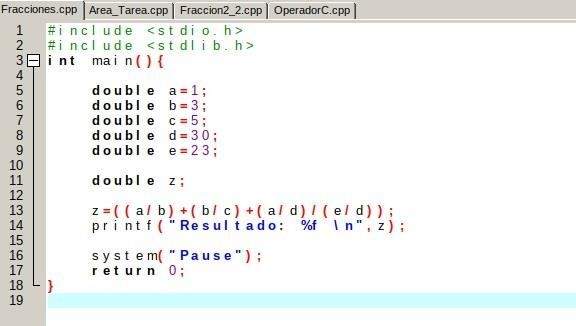 Fracciones.cpp Area_Tarea.cpp Fraccion2_2.cpp OperadorC.cpp
1 #include <stdio.h>
2 #include <stdlib.h>
3 int main(){
4
5 double a=1;
6 double b=3;
7 double c=5;
8 double d=30;
9 double e=23;
10
11 double z;
12
13 z=((a/b)+(b/c)+(a/d)/(e/d));
14 printf("Resultado: %f \n",z);
15
16 system("Pause");
17 return 0;
18 }
19